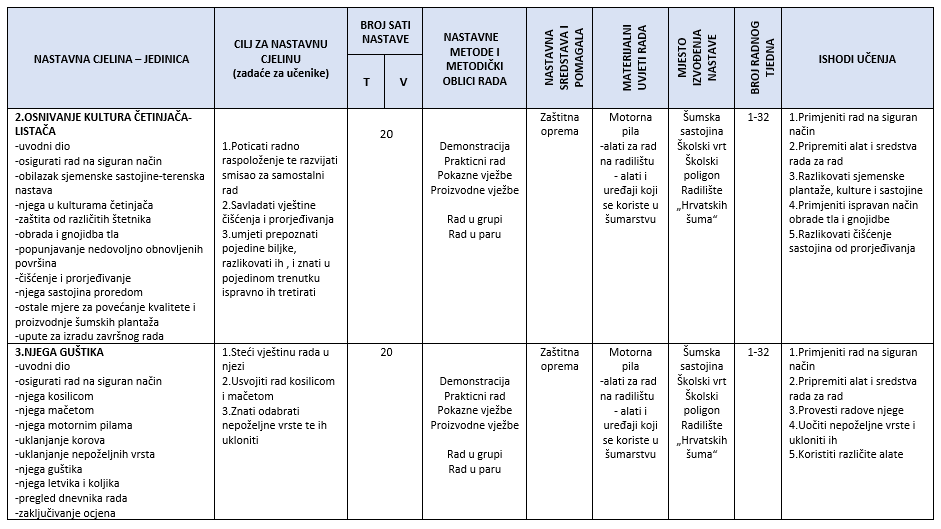 NASTAVNA CJELINA – JEDINICA
CILJ ZA NASTAVNU
CJELINU
(zadaće za učenike)
BROJ SATI
NASTAVE
T
V
NASTAVNE
METODE I
METODIČKI
OBLICI RADA
NASTAVNA
SREDSTAVA I
POMAGALA
MATERIJALNI
UVJETI RADA
MJESTO
IZVOĐENJA
NASTAVE
BROJ RADNOG
TJEDNA
ISHODI UČENJA
2.OSNIVANJE KULTURA ČETINJAČA-
LISTAČA
-uvodni dio
-osigurati rad na siguran način
-obilazak sjemenske sastojine-terenska
nastava
-njega u kulturama četinjača
-zaštita od različitih štetnika
-obrada i gnojidba tla
-popunjavanje nedovoljno obnovljenih
površina
-čišćenje i prorjeđivanje
-njega sastojina proredom
-ostale mjere za povećanje kvalitete i
proizvodnje šumskih plantaža
-upute za izradu završnog rada
1.Poticati radno
raspoloženje te razvijati
smisao za samostalni
rad
2.Savladati vještine
čišćenja i prorjeđivanja
3.umjeti prepoznati
pojedine biljke,
razlikovati ih , i znati u
pojedinom trenutku
ispravno ih tretirati
20
Demonstracija
Prakticni rad
Pokazne vježbe
Proizvodne vježbe
Rad u grupi
Rad u paru
Zaštitna
oprema
Motorna
pila
-alati za rad
na radilištu
- alati i
uređaji koji
se koriste u
šumarstvu
Šumska
sastojina
Školski vrt
Školski
poligon
Radilište
„Hrvatskih
šuma“
1-32
1.Primjeniti rad na siguran
način
2.Pripremiti alat i sredstva
rada za rad
3.Razlikovati sjemenske
plantaže, kulture i sastojine
4.Primjeniti ispravan način
obrade tla i gnojidbe
5.Razlikovati čišćenje
sastojina od prorjeđivanja
3.NJEGA GUŠTIKA
-uvodni dio
-osigurati rad na siguran način
-njega kosilicom
-njega mačetom
-njega motornim pilama
-uklanjanje korova
-uklanjanje nepoželjnih vrsta
-njega guštika
-njega letvika i koljika
-pregled dnevnika rada
-zaključivanje ocjena
1.Steći vještinu rada u
njezi
2.Usvojiti rad kosilicom
i mačetom
3.Znati odabrati
nepoželjne vrste te ih
ukloniti
20
Demonstracija
Prakticni rad
Pokazne vježbe
Proizvodne vježbe
Rad u grupi
Rad u paru
Zaštitna
oprema
Motorna
pila
-alati za rad
na radilištu
- alati i
uređaji koji
se koriste u
šumarstvu
Šumska
sastojina
Školski vrt
Školski
poligon
Radilište
„Hrvatskih
šuma“
1-32
1.Primjeniti rad na siguran
način
2.Pripremiti alat i sredstva
rada za rad
3.Provesti radove njege
4.Uočiti nepoželjne vrste i
ukloniti ih
5.Koristiti različite alate